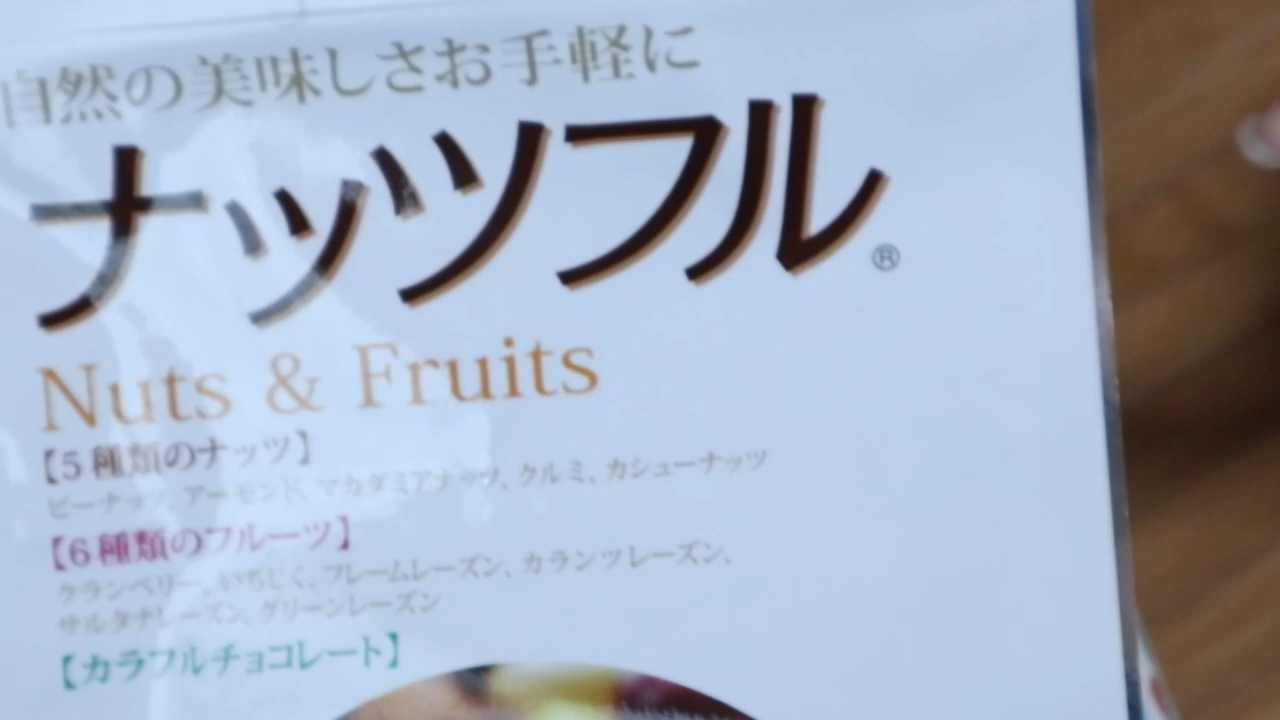 自然の美味しさお手軽に
ナッツフル®
Nuts & Fruits
【5種類のナッツ】
ピーナッツ、アーモンド、マカダミアナッツ、クルミ、カシューナッツ
【6種類のフルーツ】
クランベリー、いちじく、フレームレーズン、カランツレーズン、
サルタナレーズン、グリーンレーズン
【カラフルチョコレート】